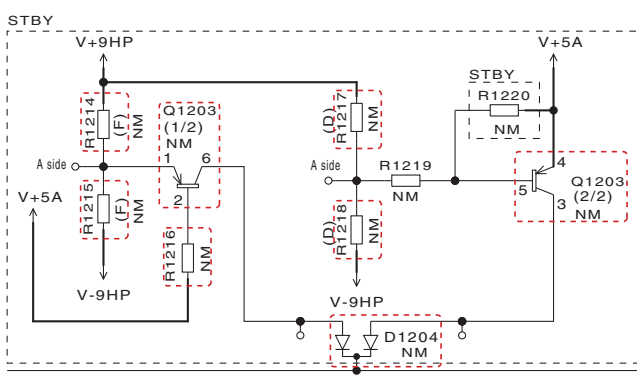 STBY
V+9HP
V+5A
STBY
R1220
NM
R1214
(F)
NM
Q1203
(1/2)
NM
R1217
(D)
NM
A side
1
6
2
A side
R1219
NM
4
5
3
Q1203
(2/2)
NM
V+5A
R1215
(F)
NM
R1216
NM
R1218
(D)
NM
V-9HP
V-9HP
D1204
NM